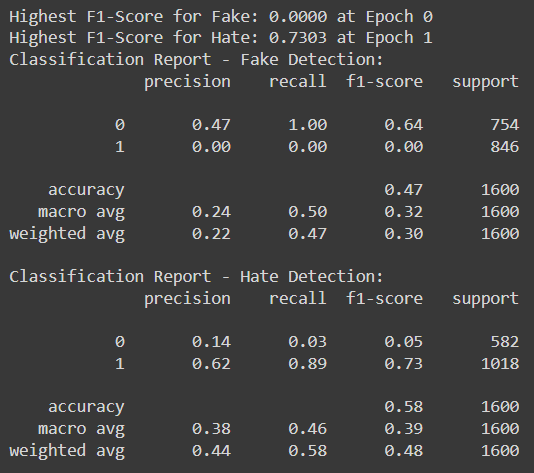 Highest F1-Score for Fake: 0.0000 at Epoch 0
Highest F1-Score for Hate: 0.7303 at Epoch 1
Classification Report - Fake Detection:
precision recall f1-score support
0 0.47 1.00 0.64 754
1 0.00 0.00 0.00 846
accuracy 0.47 1600
macro avg 0.24 0.50 0.32 1600
weighted avg 0.22 0.47 0.30 1600
Classification Report - Hate Detection:
precision recall f1-score support
0 0.14 0.03 0.05 582
1 0.62 0.89 0.73 1018
accuracy 0.58 1600
macro avg 0.38 0.46 0.39 1600
weighted avg 0.44 0.58 0.48 1600